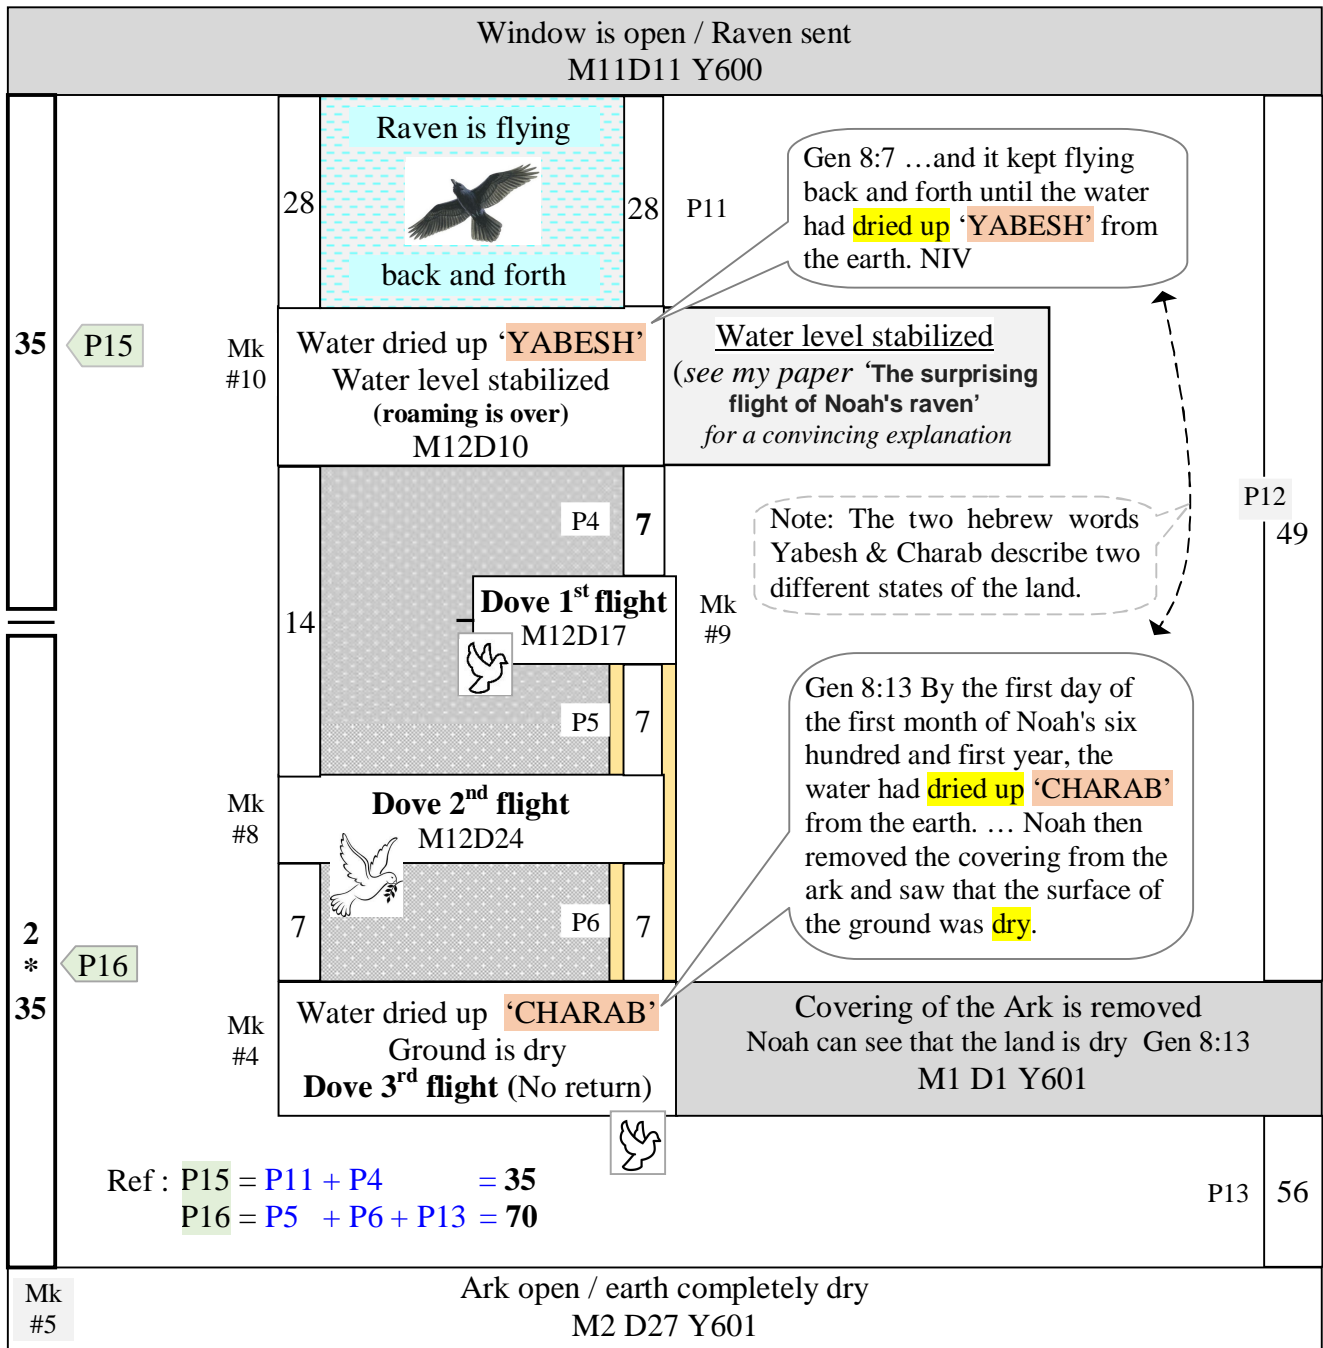 Window is open / Raven sent
M11D11 Y600
Raven is flying
back and forth
28
28
P11
Gen 8:7 …and it kept flying
back and forth until the water
had dried up ‘YABESH’ from
the earth. NIV
35
P15
Mk
#10
Water dried up ‘YABESH’
Water level stabilized
(roaming is over)
M12D10
Water level stabilized
(see my paper ‘The surprising
flight of Noah's raven’
for a convincing explanation
P12
49
P4
7
Note: The two hebrew words
Yabesh & Charab describe two
different states of the land.
14
Dove 1st flight
M12D17
Mk
#9
P5
7
Mk
#8
Dove 2nd flight
M12D24
Gen 8:13 By the first day of
the first month of Noah's six
hundred and first year, the
water had dried up ‘CHARAB’
from the earth. … Noah then
removed the covering from the
ark and saw that the surface of
the ground was dry.
7
P6
7
2
*
35
P16
Mk
#4
Water dried up ‘CHARAB’
Ground is dry
Dove 3rd flight (No return)
Covering of the Ark is removed
Noah can see that the land is dry Gen 8:13
M1 D1 Y601
Ref : P15 = P11 + P4 = 35
P16 = P5 + P6 + P13 = 70
P13
56
Mk
#5
Ark open / earth completely dry
M2 D27 Y601